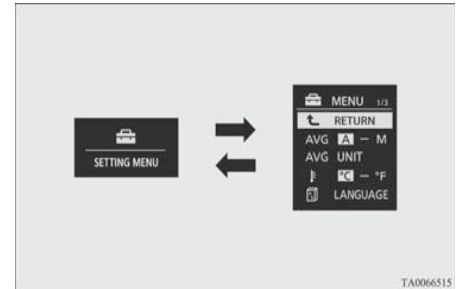 SETTING MENU
MENU 1/3
RETURN
AVG A – M
AVG UNIT
°C – °F
LANGUAGE
TA0066515